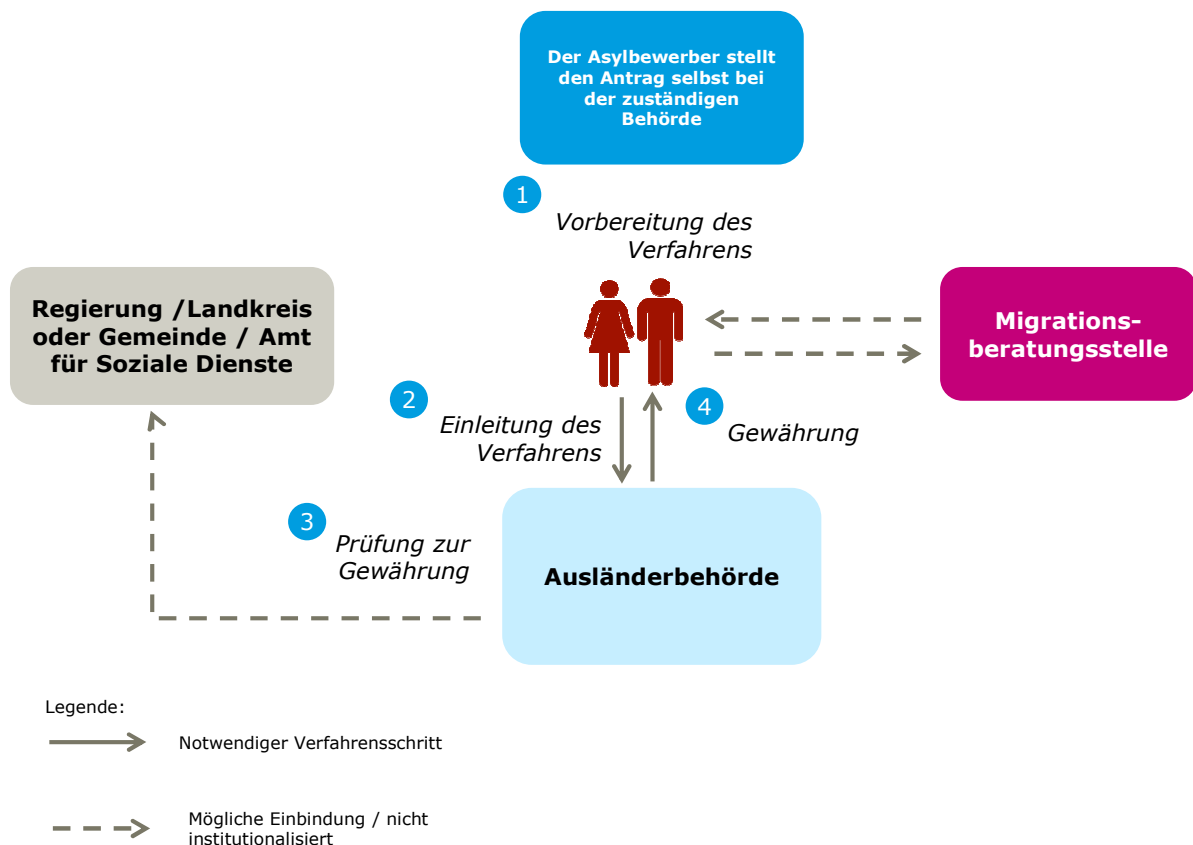 Der Asylbewerber stellt
den Antrag selbst bei
der zuständigen
Behörde
1
Vorbereitung des
Verfahrens
Regierung /Landkreis
oder Gemeinde / Amt
für Soziale Dienste
Migrations-
beratungsstelle
2
Einleitung des
Verfahrens
4
Gewährung
3
Prüfung zur
Gewährung
Ausländerbehörde
Legende:
Notwendiger Verfahrensschritt
Mögliche Einbindung / nicht
institutionalisiert